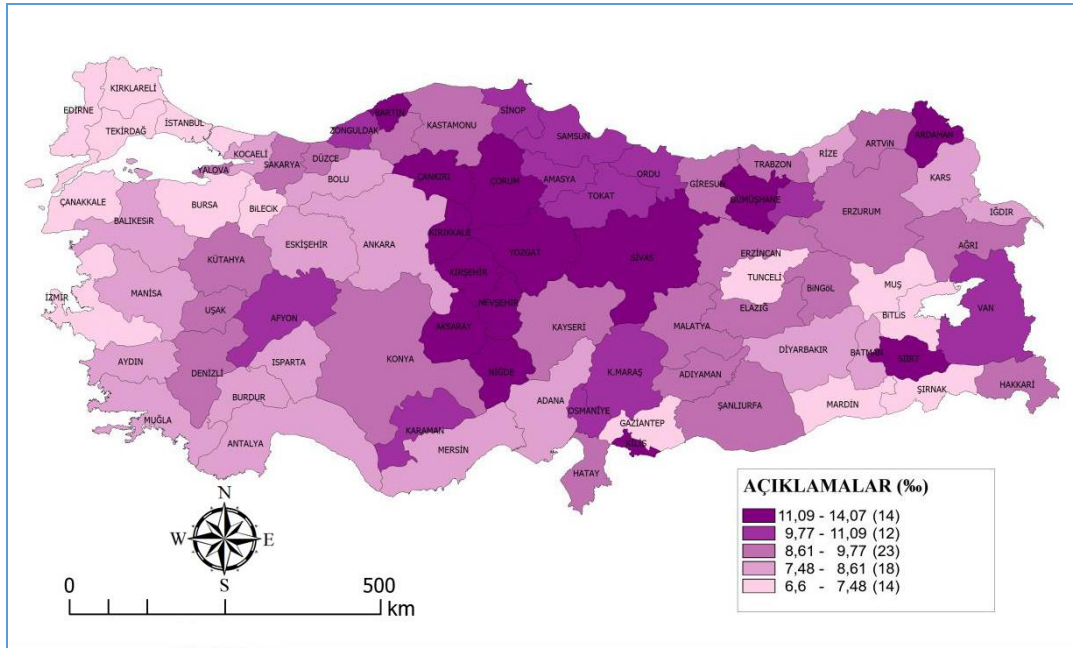 KIRKLARELİ
EDİRNE
TEKİRDAĞ
İSTANBUL
KOCAELİ
YALOVA
SAKARYA
DÜZCE
ZONGULDAK
BARTIN
KASTAMONU
SİNOP
SAMSUN
BOLU
ÇANKIRI
ÇORUM
AMASYA
ORDU
TOKAT
GİRESUN
TRABZON
RİZE
ARTVİN
ARDAHAN
KARS
GÜMÜŞHANE
ERZURUM
IĞDIR
AĞRI
ÇANAKKALE
BALIKESİR
BURSA
BİLECİK
ESKİŞEHİR
ANKARA
KIRIKKALE
YOZGAT
SİVAS
ERZİNCAN
TUNCELİ
BİNGÖL
MUŞ
VAN
KÜTAHYA
KIRŞEHİR
NEVŞEHİR
KAYSERİ
MALATYA
ELAZIĞ
BİTLİS
İZMİR
MANİSA
UŞAK
AFYON
AKSARAY
KONYA
NİĞDE
K.MARAŞ
ADIYAMAN
DİYARBAKIR
BATMAN
SİİRT
ŞIRNAK
HAKKARİ
AYDIN
DENİZLİ
ISPARTA
BURDUR
MUĞLA
ANTALYA
KARAMAN
MERSİN
ADANA
OSMANİYE
GAZİANTEP
KİLİS
HATAY
ŞANLIURFA
MARDİN
N
W
E
S
0
500
km
AÇIKLAMALAR (‰)
11,09 - 14,07 (14)
9,77 - 11,09 (12)
8,61 - 9,77 (23)
7,48 - 8,61 (18)
6,6 - 7,48 (14)